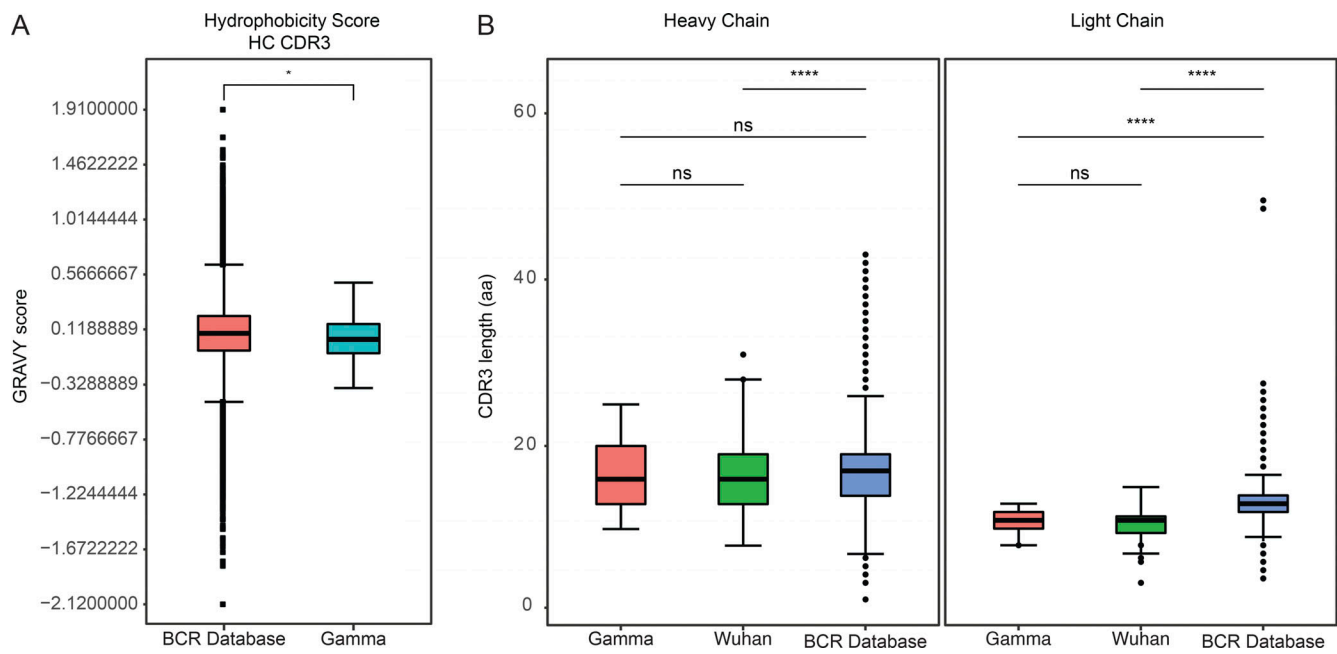 A
Hydrophobicity Score
HC CDR3
*
GRAVY score
1.9100000
1.4622222
1.0144444
0.5666667
0.1188889
−0.3288889
−0.7766667
−1.2244444
−1.6722222
−2.1200000
BCR Database
Gamma
B
Heavy Chain
Light Chain
CDR3 length (aa)
60
40
20
0
****
ns
ns
Gamma
Wuhan
BCR Database
****
****
ns
Gamma
Wuhan
BCR Database